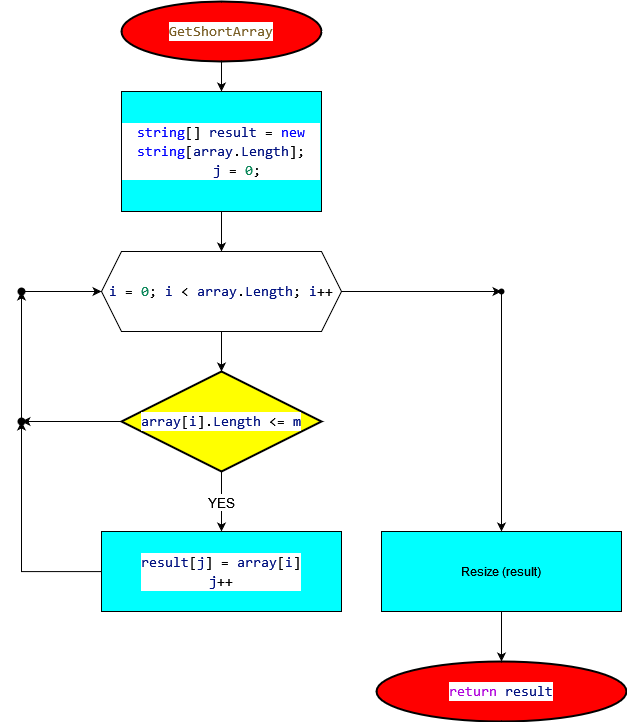 GetShortArray
string[] result = new
string[array.Length];
j = 0;
i = 0; i < array.Length; i++
array[i].Length <= m
YES
result[j] = array[i]
j++
Resize (result)
return result